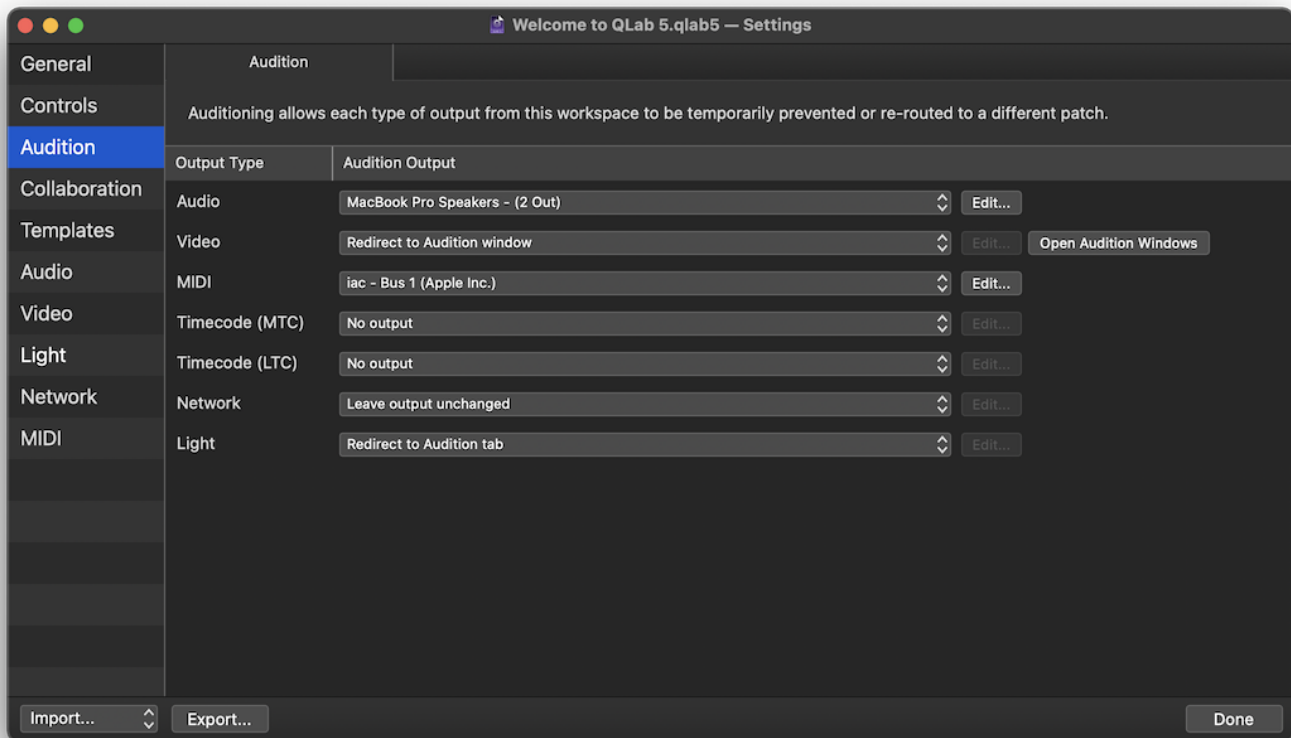 Welcome to QLab 5.qlab5 — Settings
General
Controls
Audition
Collaboration
Templates
Audio
Video
Light
Network
MIDI
Audition
Auditioning allows each type of output from this workspace to be temporarily prevented or re-routed to a different patch.
Output Type Audition Output
Audio MacBook Pro Speakers - (2 Out) Edit...
Video Redirect to Audition window Edit... Open Audition Windows
MIDI iac - Bus 1 (Apple Inc.) Edit...
Timecode (MTC) No output Edit...
Timecode (LTC) No output Edit...
Network Leave output unchanged Edit...
Light Redirect to Audition tab Edit...
Import... Export... Done